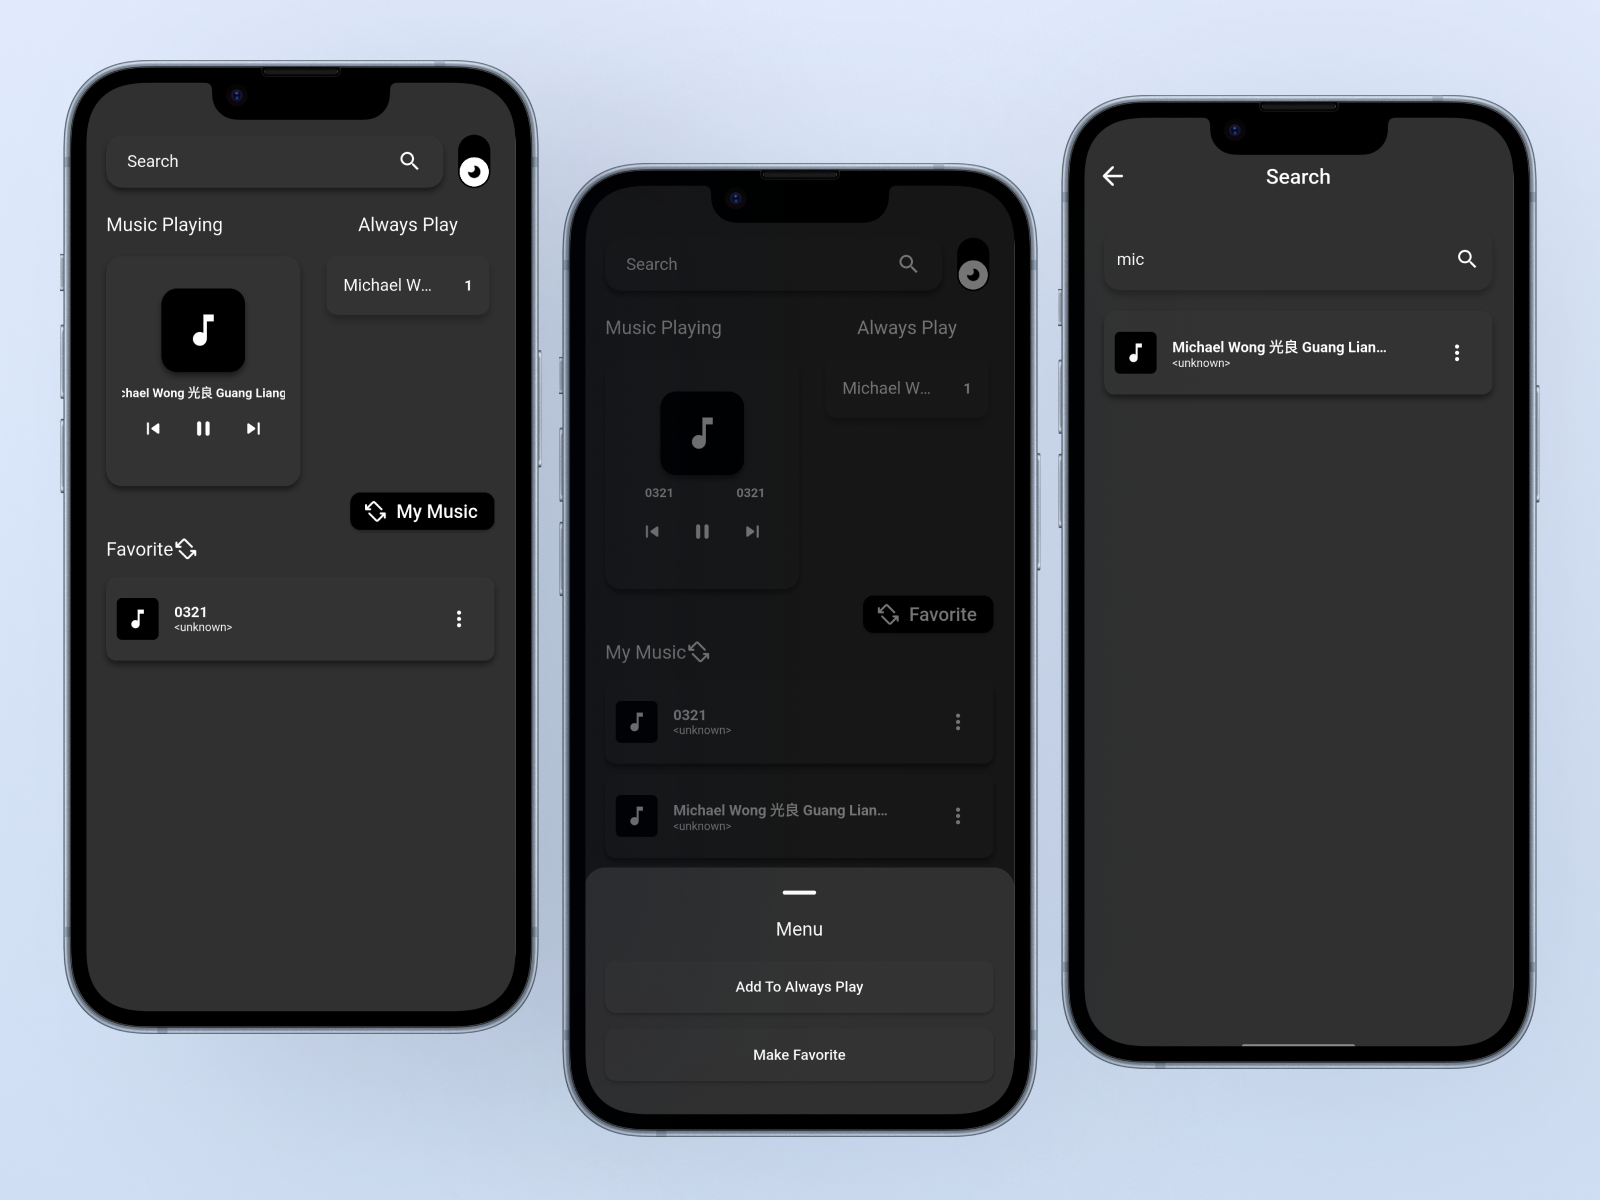 Search
Music Playing
Always Play
Michael W... 1
chael Wong 光良 Guang Liang
My Music
Favorite
0321
<unknown>
Search
Music Playing
Always Play
Michael W... 1
0321 0321
Favorite
My Music
0321
<unknown>
Michael Wong 光良 Guang Lian...
<unknown>
Menu
Add To Always Play
Make Favorite
Search
mic
Michael Wong 光良 Guang Lian...
<unknown>